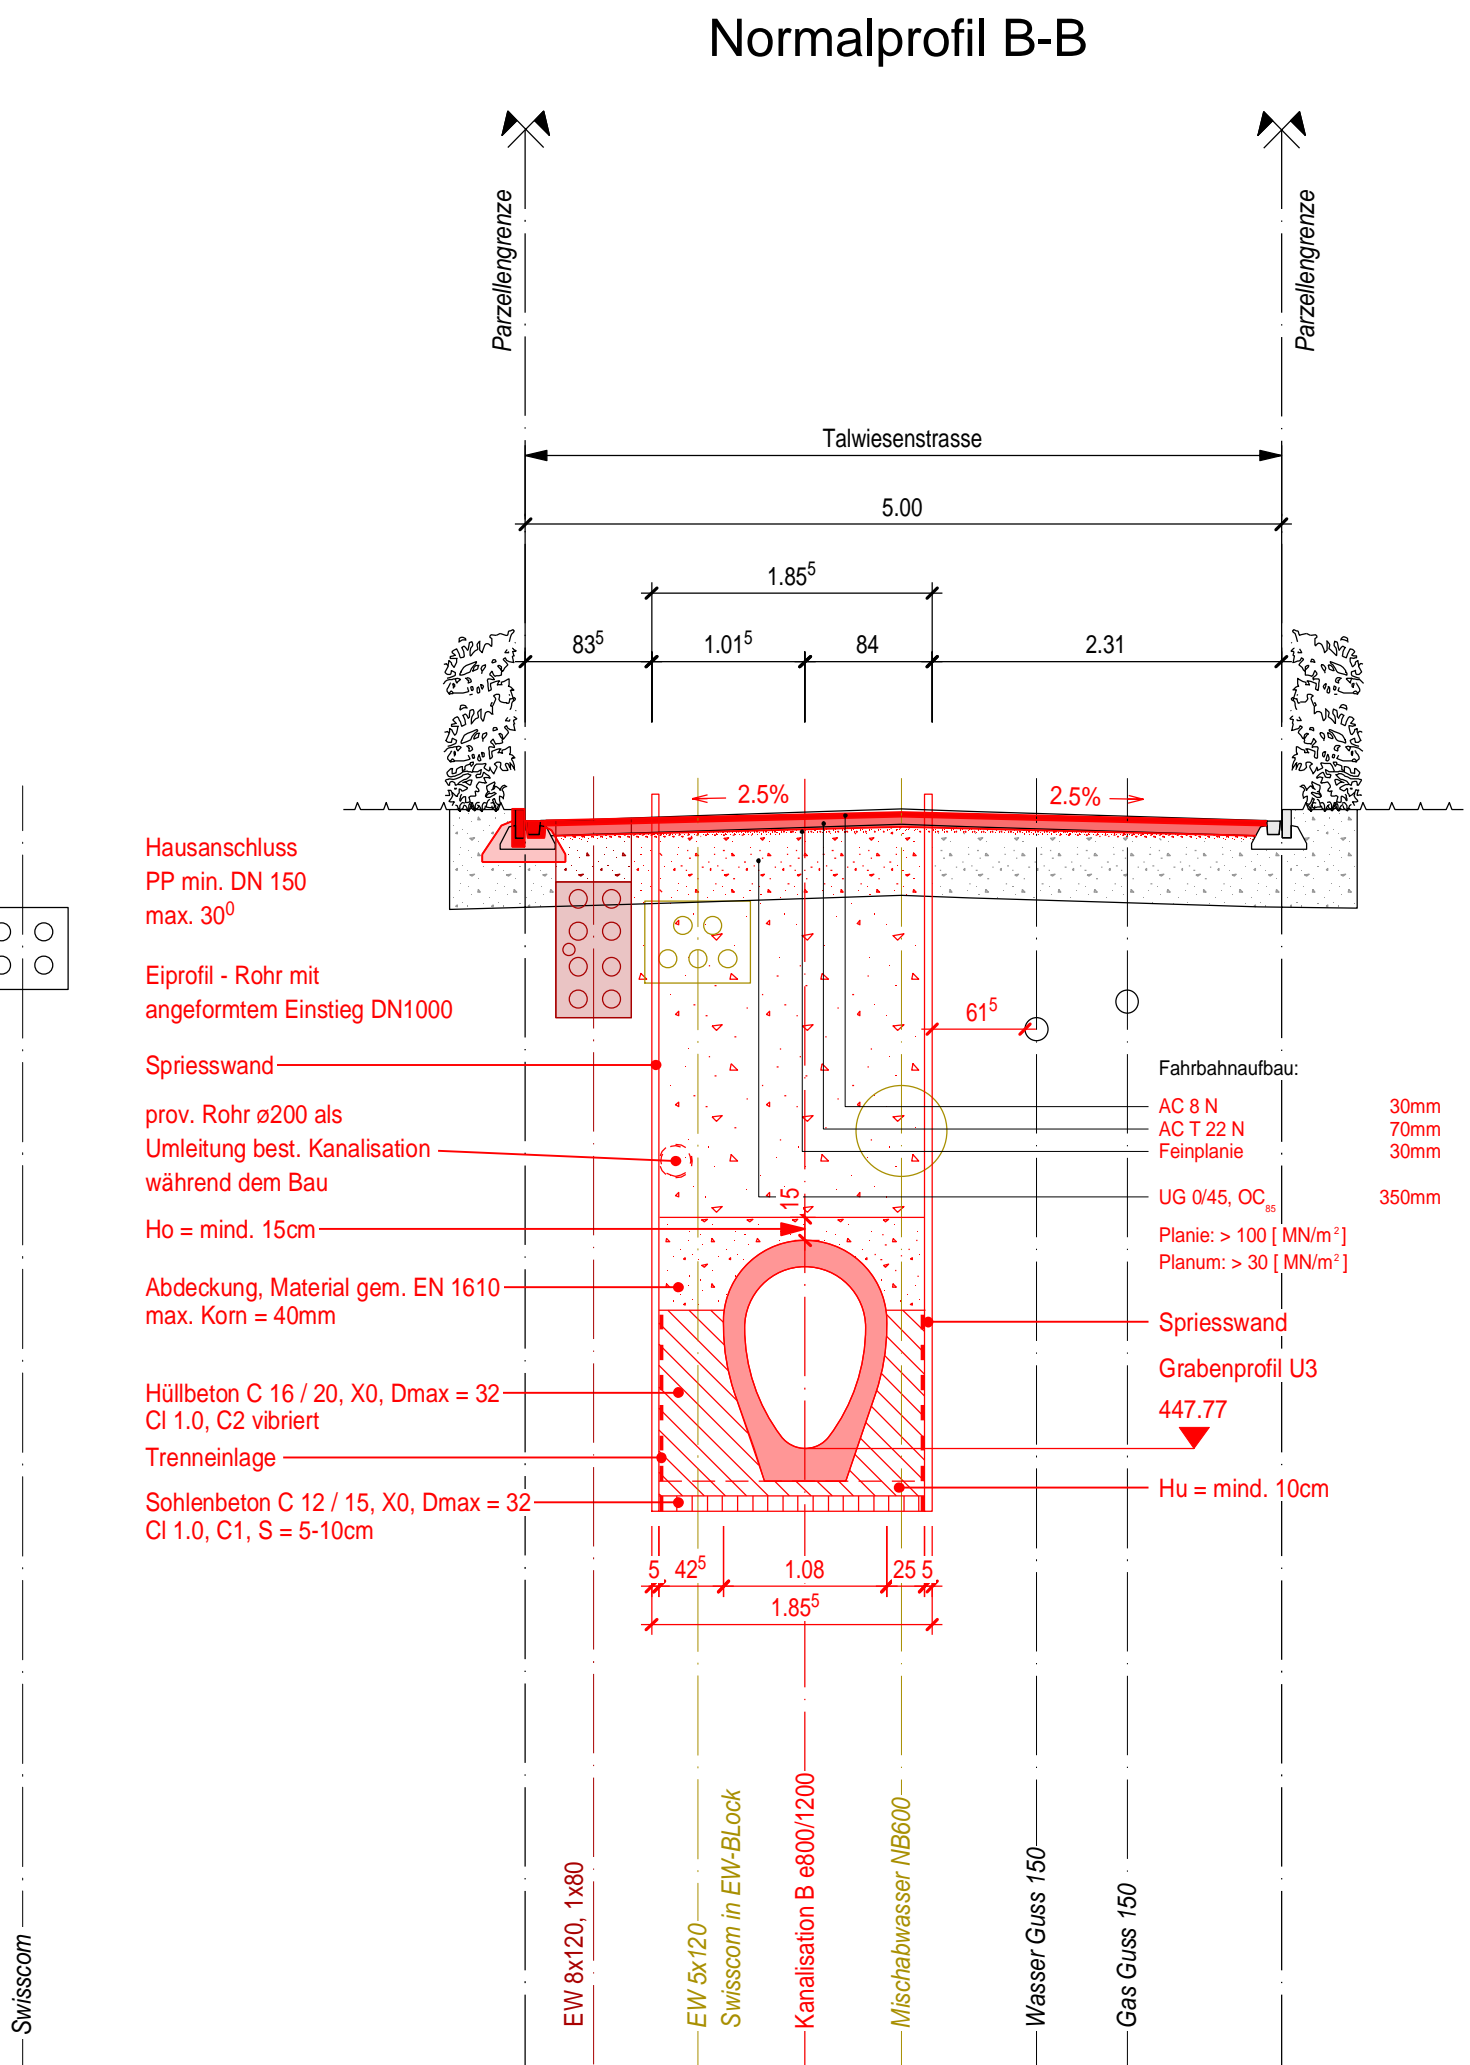 Normalprofil B-B
Parzellengrenze
Parzellengrenze
Talwiesenstrasse
5.00
1.85⁵
83⁵
1.01⁵
84
2.31
2.5%
2.5%
Hausanschluss
PP min. DN 150
max. 30⁰
Eiprofil - Rohr mit
angeformtem Einstieg DN1000
Spriesswand
prov. Rohr ø200 als
Umleitung best. Kanalisation
während dem Bau
Ho = mind. 15cm
Abdeckung, Material gem. EN 1610
max. Korn = 40mm
Hüllbeton C 16 / 20, X0, Dmax = 32
Cl 1.0, C2 vibriert
Trenneinlage
Sohlenbeton C 12 / 15, X0, Dmax = 32
Cl 1.0, C1, S = 5-10cm
61⁵
15
Fahrbahnaufbau:
AC 8 N 30mm
AC T 22 N 70mm
Feinplanie 30mm
UG 0/45, OC₈₅ 350mm
Planie: > 100 [ MN/m² ]
Planum: > 30 [ MN/m² ]
Spriesswand
Grabenprofil U3
447.77
Hu = mind. 10cm
5 42⁵ 1.08 25 5
1.85⁵
Swisscom
EW 8x120, 1x80
EW 5x120
Swisscom in EW-BLock
Kanalisation B e800/1200
Mischabwasser NB600
Wasser Guss 150
Gas Guss 150